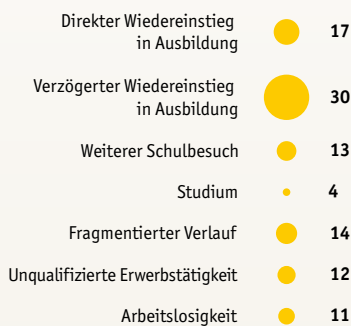 Direkter Wiedereinstieg
in Ausbildung
17
Verzögerter Wiedereinstieg
in Ausbildung
30
Weiterer Schulbesuch 13
Studium 4
Fragmentierter Verlauf 14
Unqualifizierte Erwerbstätigkeit 12
Arbeitslosigkeit 11